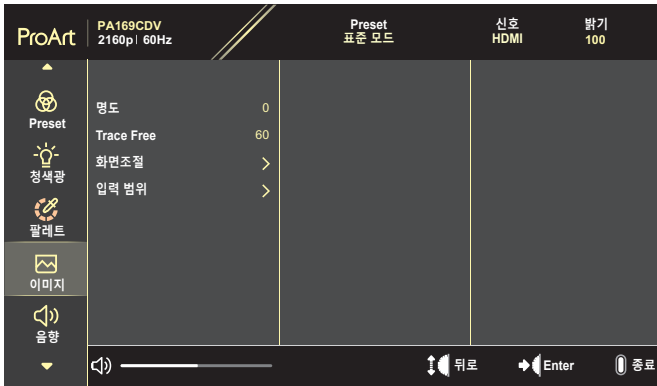 ProArt
PA169CDV
2160p | 60Hz
Preset
표준 모드
신호
HDMI
밝기
100
Preset
청색광
팔레트
이미지
음향
명도 0
Trace Free 60
화면조절
입력 범위
뒤로
Enter
종료